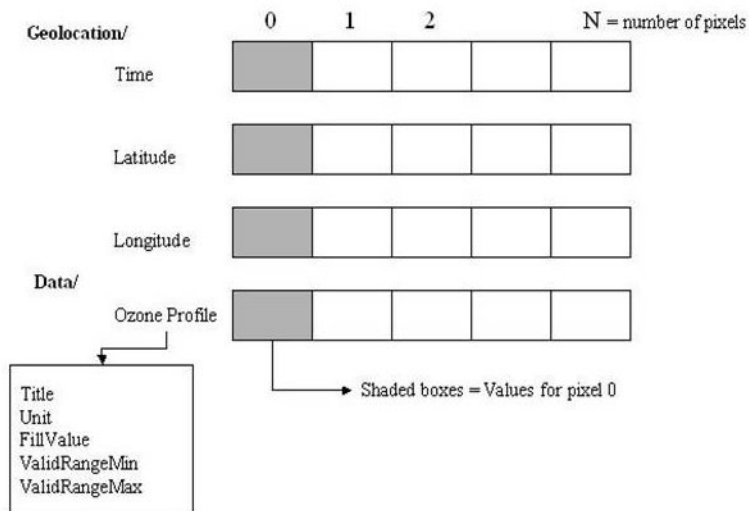 0 1 2 N = number of pixels
Geolocation/
Time
Latitude
Longitude
Data/
Ozone Profile
Shaded boxes = Values for pixel 0
Title
Unit
FillValue
ValidRangeMin
ValidRangeMax